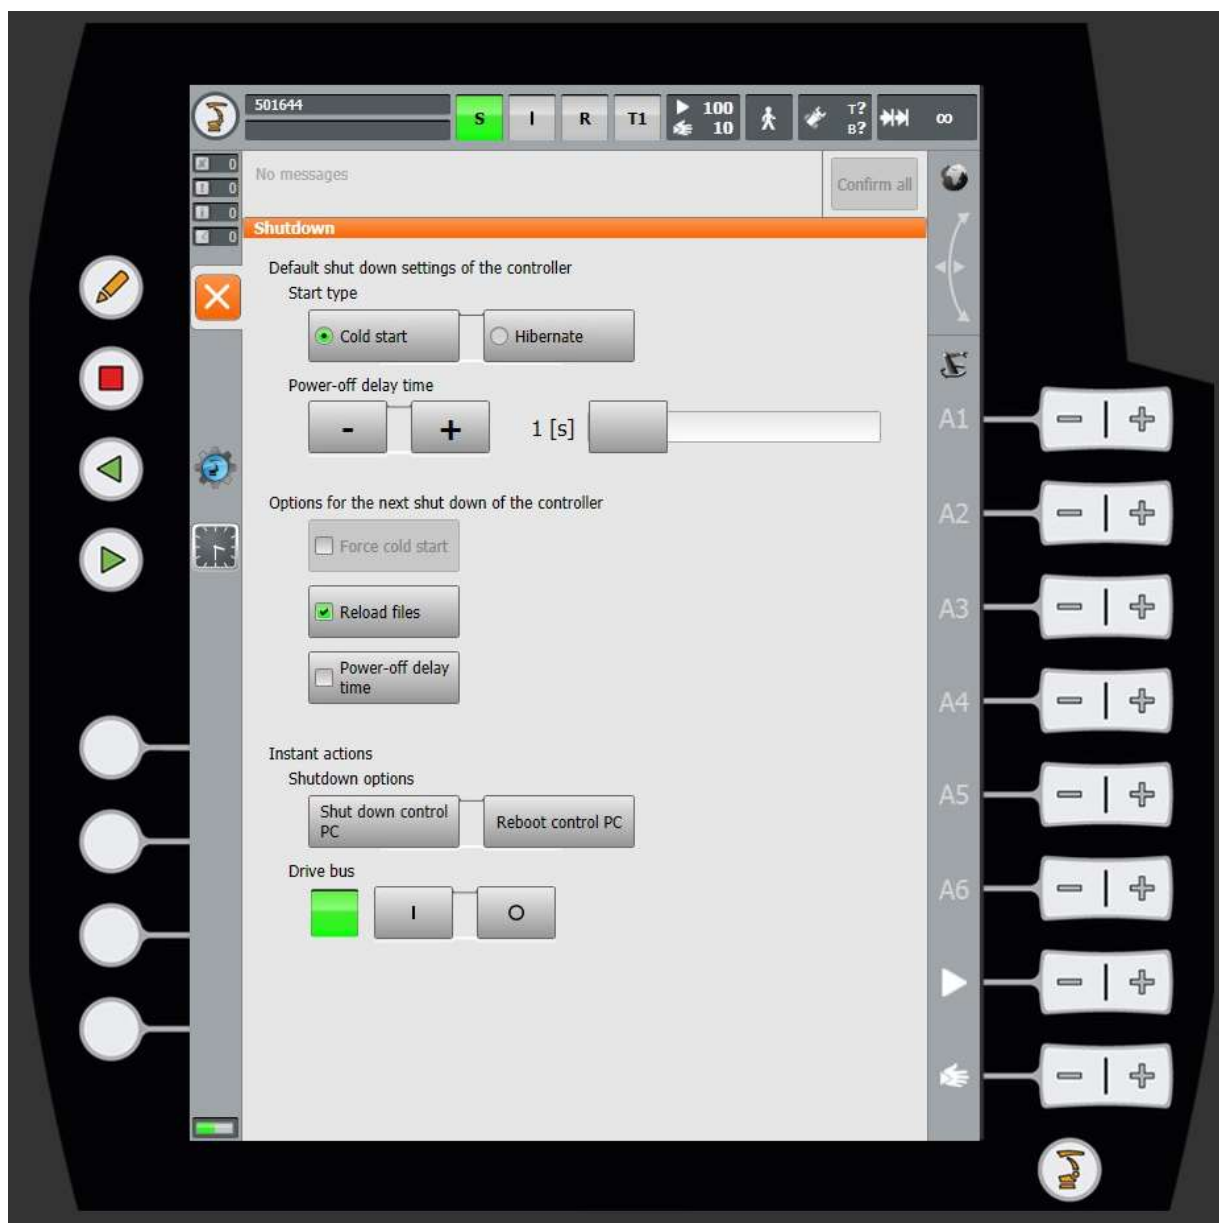 501644
S I R T1 100 T? ∞
10 B?
0
0
0
0
No messages
Confirm all
Shutdown
Default shut down settings of the controller
Start type
Cold start Hibernate
Power-off delay time
- + 1 [s]
Options for the next shut down of the controller
Force cold start
Reload files
Power-off delay
time
Instant actions
Shutdown options
Shut down control
PC
Reboot control PC
Drive bus
I O
A1 - | +
A2 - | +
A3 - | +
A4 - | +
A5 - | +
A6 - | +
- | +
- | +